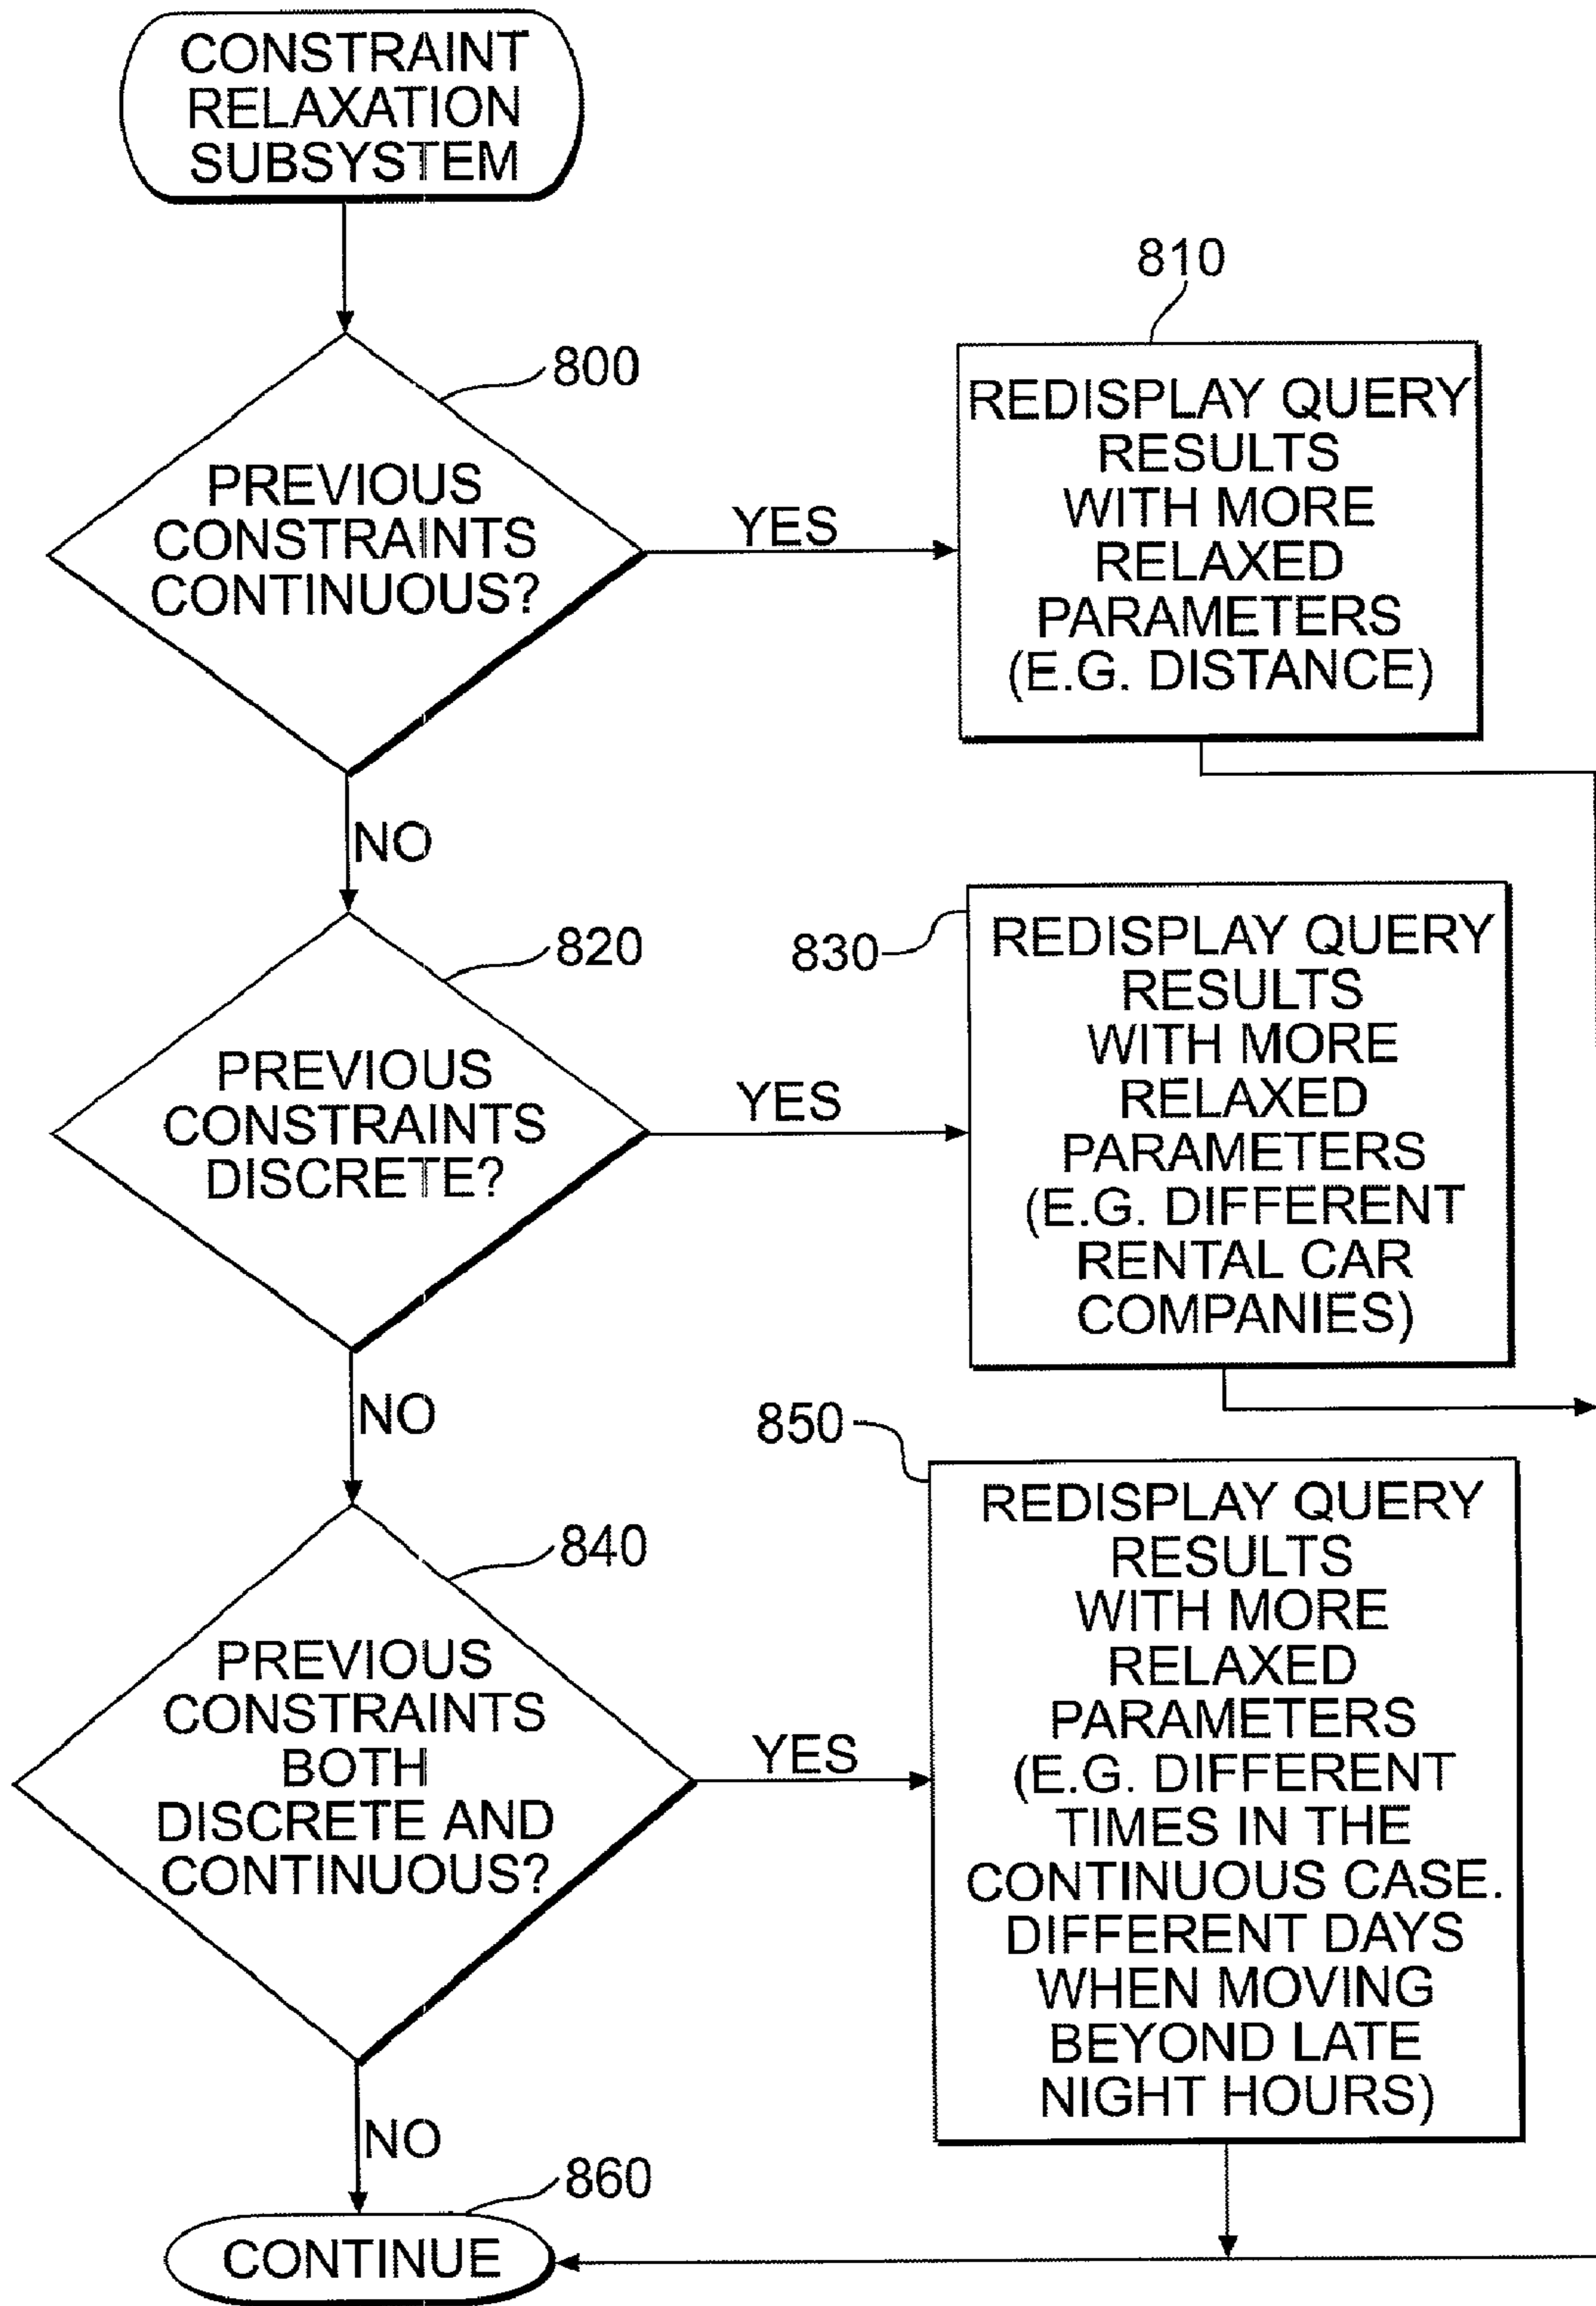 CONSTRAINT
RELAXATION
SUBSYSTEM
800
PREVIOUS
CONSTRAINTS
CONTINUOUS?
YES
810
REDISPLAY QUERY
RESULTS
WITH MORE
RELAXED
PARAMETERS
(E.G. DISTANCE)
NO
820
PREVIOUS
CONSTRAINTS
DISCRETE?
YES
830
REDISPLAY QUERY
RESULTS
WITH MORE
RELAXED
PARAMETERS
(E.G. DIFFERENT
RENTAL CAR
COMPANIES)
NO
840
PREVIOUS
CONSTRAINTS
BOTH
DISCRETE AND
CONTINUOUS?
YES
850
REDISPLAY QUERY
RESULTS
WITH MORE
RELAXED
PARAMETERS
(E.G. DIFFERENT
TIMES IN THE
CONTINUOUS CASE.
DIFFERENT DAYS
WHEN MOVING
BEYOND LATE
NIGHT HOURS)
NO
860
CONTINUE